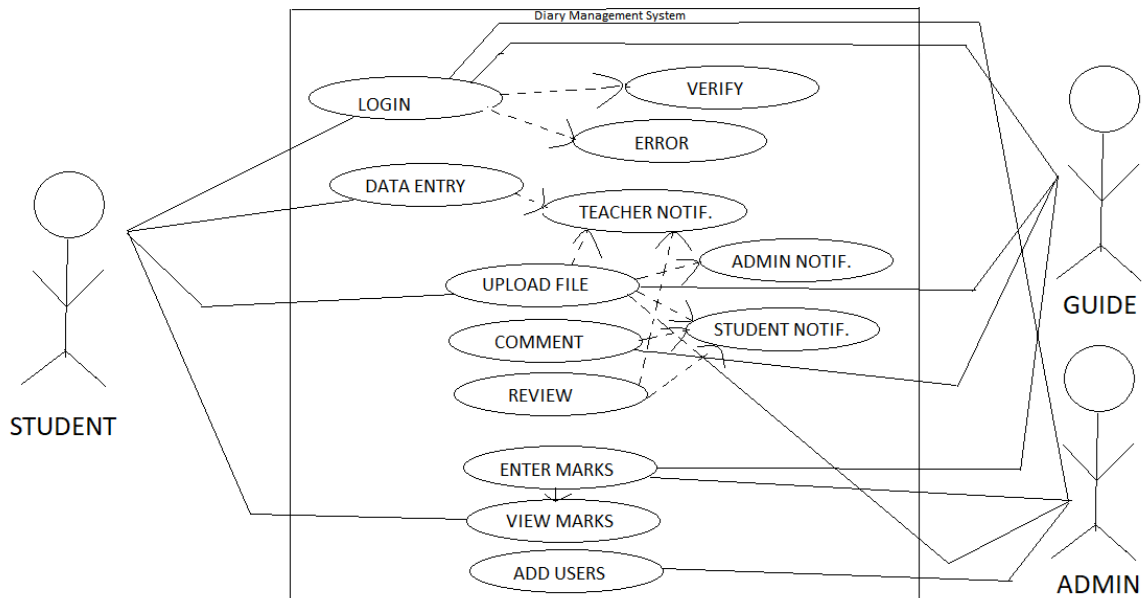 Diary Management System
LOGIN
VERIFY
ERROR
DATA ENTRY
TEACHER NOTIF.
ADMIN NOTIF.
UPLOAD FILE
STUDENT NOTIF.
COMMENT
REVIEW
ENTER MARKS
VIEW MARKS
ADD USERS
STUDENT
GUIDE
ADMIN